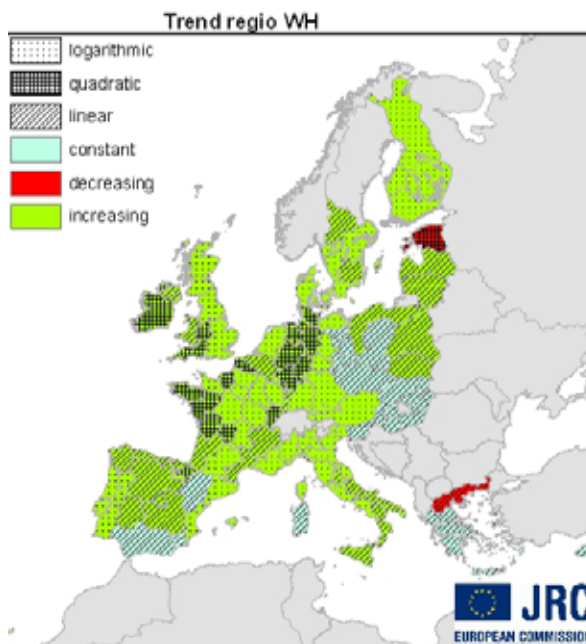 Trend regio WH
logarithmic
quadratic
linear
constant
decreasing
increasing
JRC
EUROPEAN COMMISSION